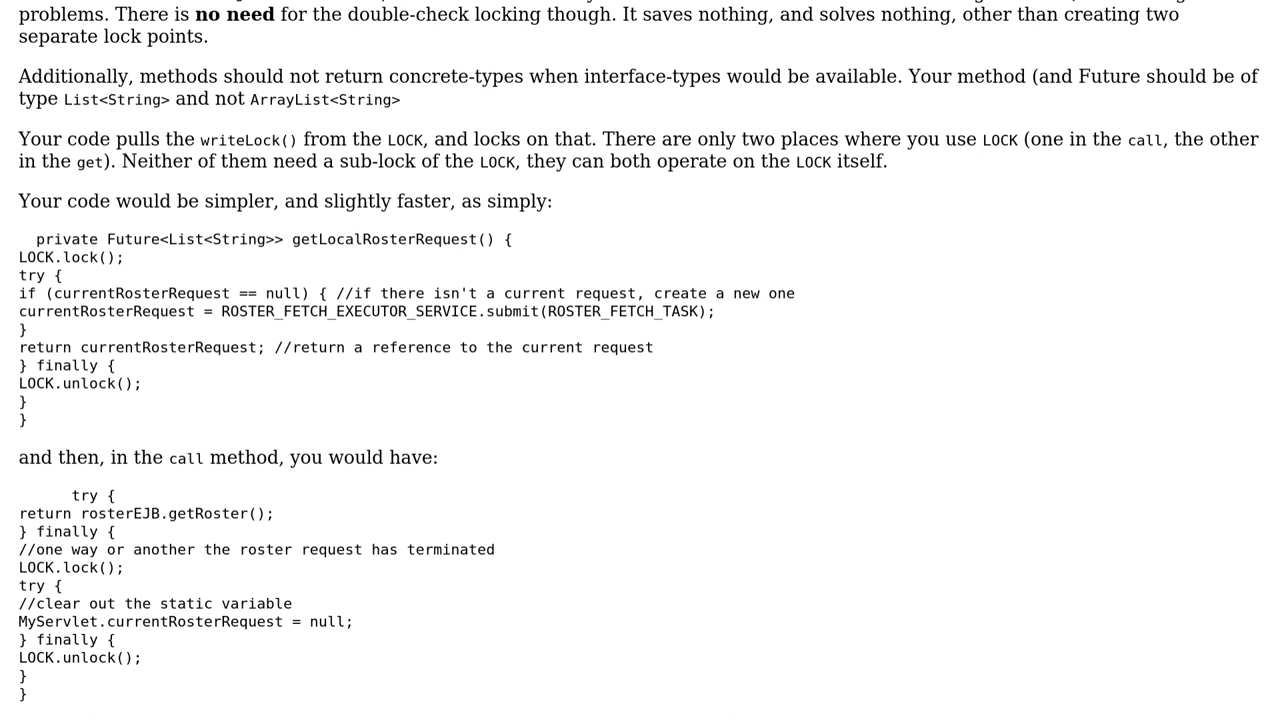 problems. There is no need for the double-check locking though. It saves nothing, and solves nothing, other than creating two
separate lock points.
Additionally, methods should not return concrete-types when interface-types would be available. Your method (and Future should be of
type List<String> and not ArrayList<String>
Your code pulls the writeLock() from the LOCK, and locks on that. There are only two places where you use LOCK (one in the call, the other
in the get). Neither of them need a sub-lock of the LOCK, they can both operate on the LOCK itself.
Your code would be simpler, and slightly faster, as simply:
private Future<List<String>> getLocalRosterRequest() {
LOCK.lock();
try {
if (currentRosterRequest == null) { //if there isn't a current request, create a new one
currentRosterRequest = ROSTER_FETCH_EXECUTOR_SERVICE.submit(ROSTER_FETCH_TASK);
}
return currentRosterRequest; //return a reference to the current request
} finally {
LOCK.unlock();
}
}
and then, in the call method, you would have:
try {
return rosterEJB.getRoster();
} finally {
//one way or another the roster request has terminated
LOCK.lock();
try {
//clear out the static variable
MyServlet.currentRosterRequest = null;
} finally {
LOCK.unlock();
}
}